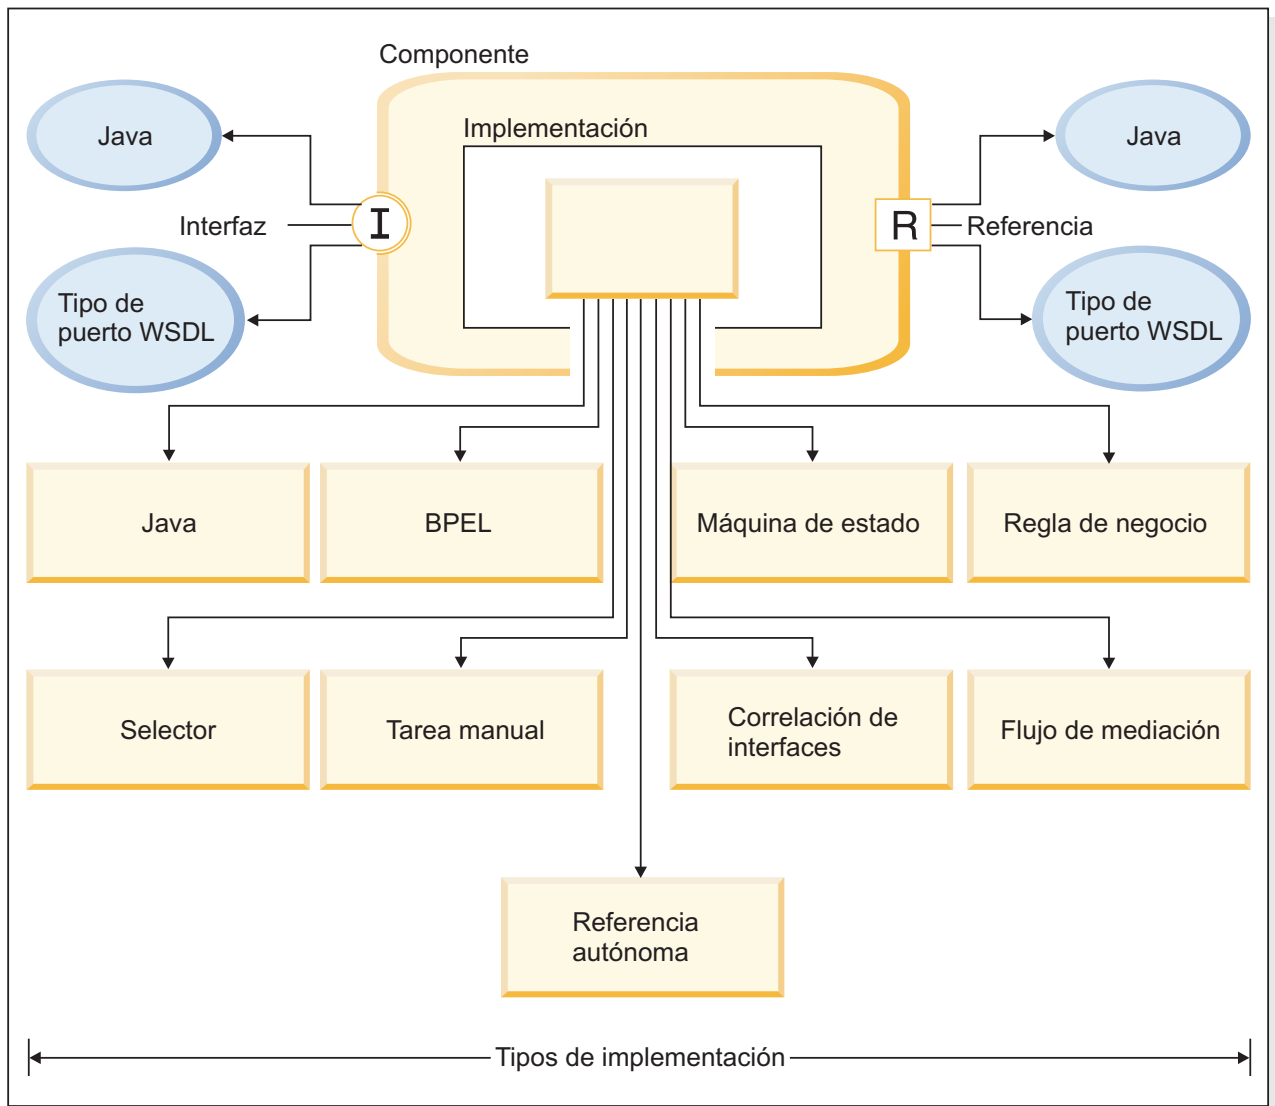 Componente
Java
Implementación
Java
Interfaz
I
R
Referencia
Tipo de
puerto WSDL
Tipo de
puerto WSDL
Java
BPEL
Máquina de estado
Regla de negocio
Selector
Tarea manual
Correlación de
interfaces
Flujo de mediación
Referencia
autónoma
Tipos de implementación